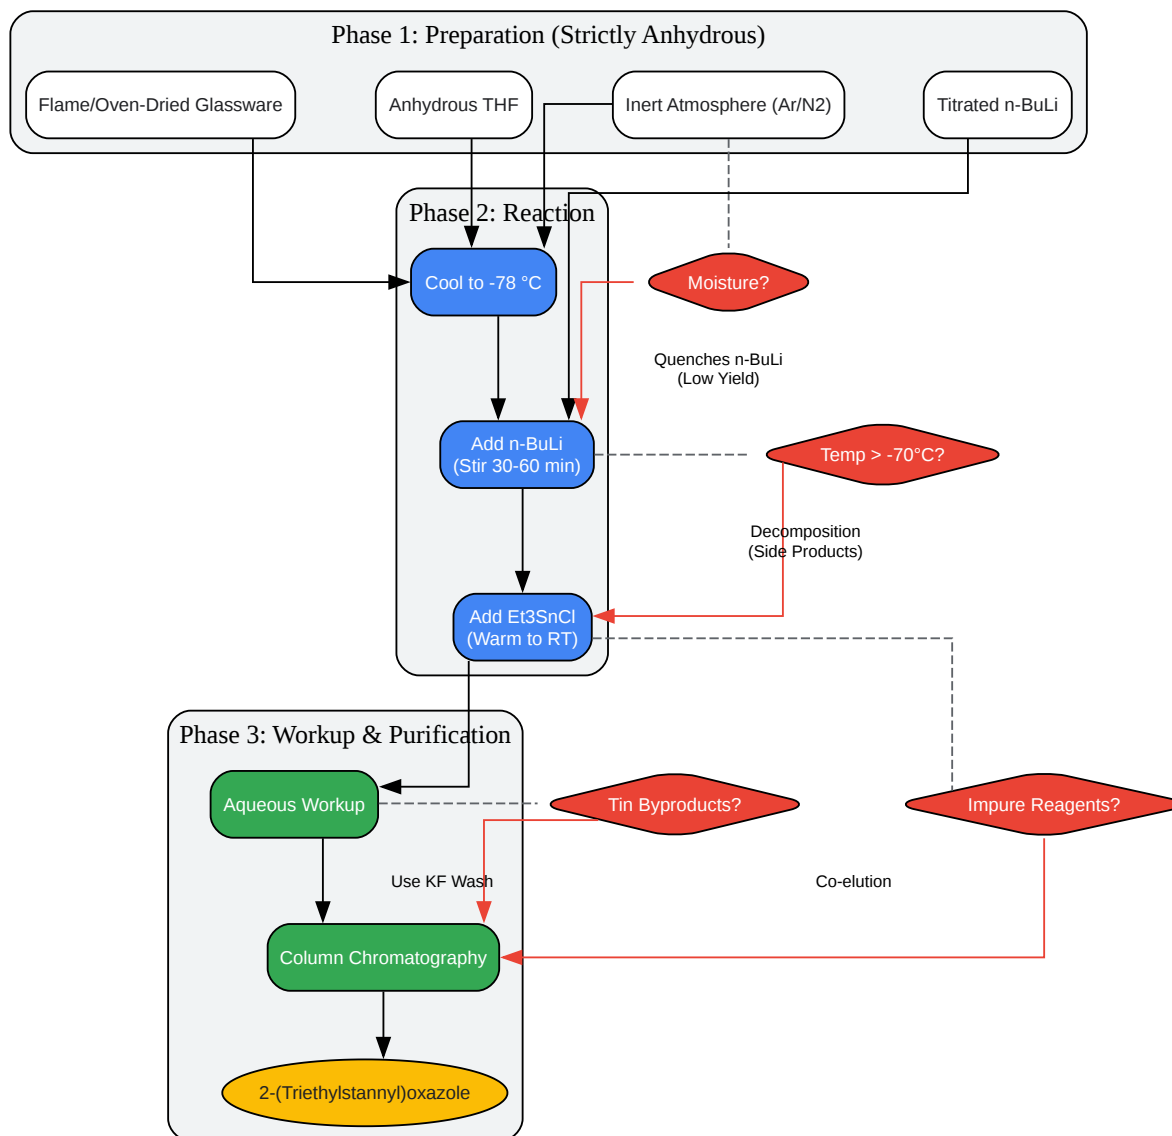 Phase 1: Preparation (Strictly Anhydrous)
Flame/Oven-Dried Glassware
Anhydrous THF
Inert Atmosphere (Ar/N2)
Titrated n-BuLi
Phase 2: Reaction
Cool to -78 °C
Moisture?
Quenches n-BuLi
(Low Yield)
Add n-BuLi
(Stir 30-60 min)
Temp > -70°C?
Decomposition
(Side Products)
Add Et3SnCl
(Warm to RT)
Phase 3: Workup & Purification
Aqueous Workup
Tin Byproducts?
Impure Reagents?
Use KF Wash
Co-elution
Column Chromatography
2-(Triethylstannyl)oxazole